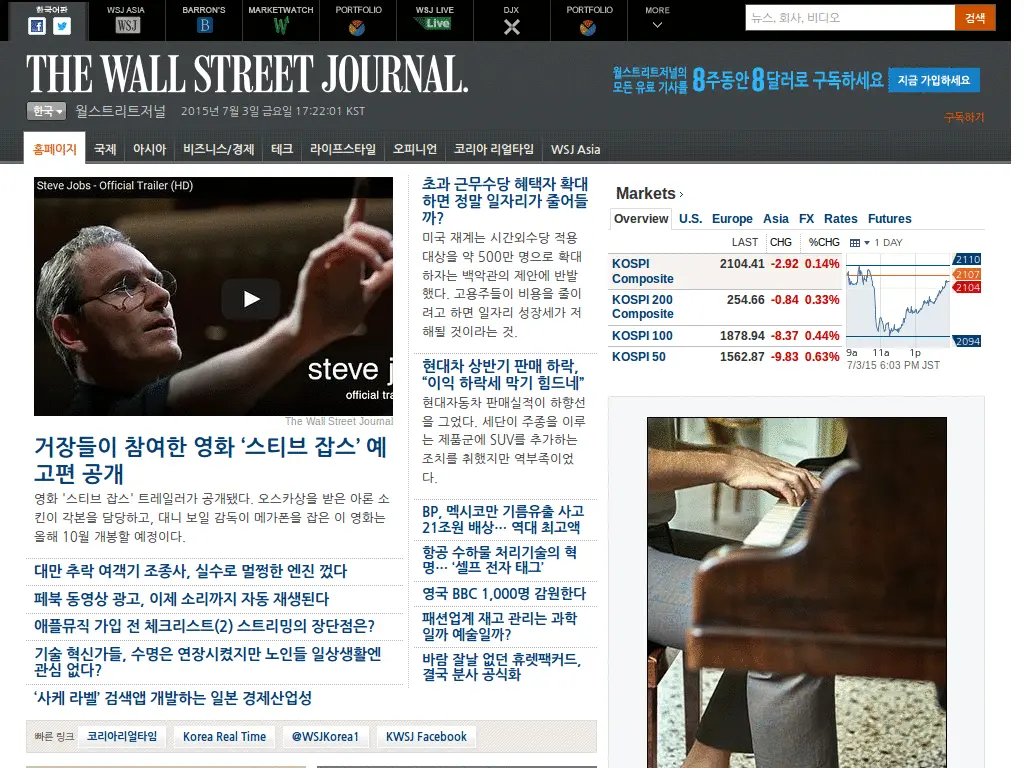 한국어판
WSJ ASIA
BARRON'S
MARKETWATCH
PORTFOLIO
WSJ LIVE
DJX
PORTFOLIO
MORE
WSJ
B
W
Live
뉴스, 회사, 비디오
검색
THE WALL STREET JOURNAL.
월스트리트저널의
모든 유료 기사를
8주동안 8달러로 구독하세요
지금 가입하세요
한국
월스트리트저널
2015년 7월 3일 금요일 17:22:01 KST
구독하기
홈페이지 국제 아시아 비즈니스/경제 테크 라이프스타일 오피니언 코리아 리얼타임 WSJ Asia
Steve Jobs - Official Trailer (HD)
steve j
official tra
The Wall Street Journal
거장들이 참여한 영화 ‘스티브 잡스’ 예
고편 공개
영화 '스티브 잡스' 트레일러가 공개됐다. 오스카상을 받은 아론 소
킨이 각본을 담당하고, 대니 보일 감독이 메가폰을 잡은 이 영화는
올해 10월 개봉할 예정이다.
대만 추락 여객기 조종사, 실수로 멀쩡한 엔진 껐다
페북 동영상 광고, 이제 소리까지 자동 재생된다
애플뮤직 가입 전 체크리스트(2) 스트리밍의 장단점은?
기술 혁신가들, 수명은 연장시켰지만 노인들 일상생활엔
관심 없다?
‘사케 라벨’ 검색앱 개발하는 일본 경제산업성
초과 근무수당 혜택자 확대
하면 정말 일자리가 줄어들
까?
미국 재계는 시간외수당 적용
대상을 약 500만 명으로 확대
하자는 백악관의 제안에 반발
했다. 고용주들이 비용을 줄이
려고 하면 일자리 성장세가 저
해될 것이라는 것.
현대차 상반기 판매 하락,
“이익 하락세 막기 힘드네”
현대자동차 판매실적이 하향선
을 그었다. 세단이 주종을 이루
는 제품군에 SUV를 추가하는
조치를 취했지만 역부족이었
다.
BP, 멕시코만 기름유출 사고
21조원 배상… 역대 최고액
항공 수하물 처리기술의 혁
명… ‘셀프 전자 태그’
영국 BBC 1,000명 감원한다
패션업계 재고 관리는 과학
일까 예술일까?
바람 잘날 없던 휴렛패커드,
결국 분사 공식화
Markets
Overview U.S. Europe Asia FX Rates Futures
LAST CHG %CHG 1 DAY
KOSPI Composite 2104.41 -2.92 0.14%
KOSPI 200 Composite 254.66 -0.84 0.33%
KOSPI 100 1878.94 -8.37 0.44%
KOSPI 50 1562.87 -9.83 0.63%
2110
2107
2104
2094
9a 11a 1p
7/3/15 6:03 PM JST
빠른 링크 코리아리얼타임 Korea Real Time @WSJKorea1 KWSJ Facebook